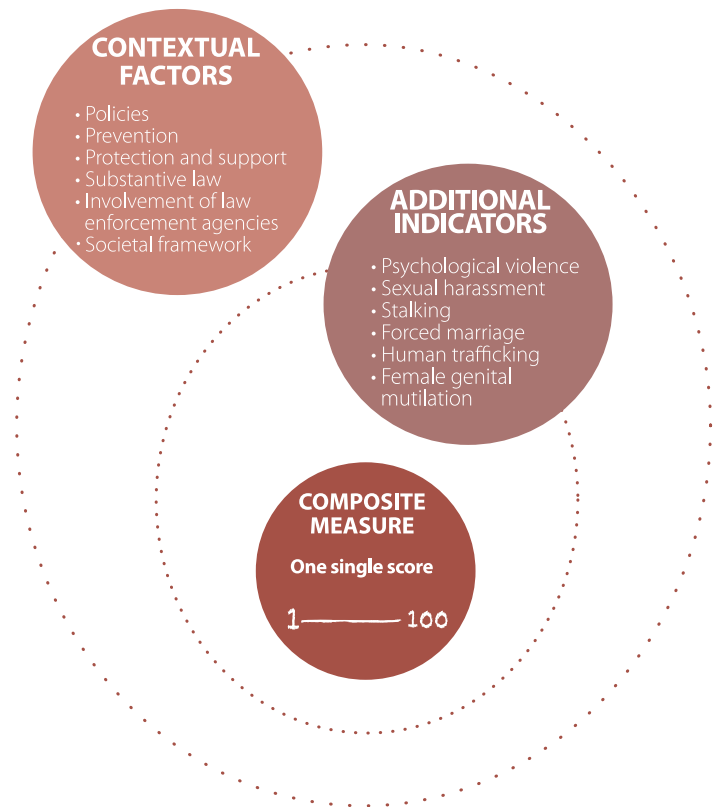 CONTEXTUAL
FACTORS
• Policies
• Prevention
• Protection and support
• Substantive law
• Involvement of law
enforcement agencies
• Societal framework
ADDITIONAL
INDICATORS
• Psychological violence
• Sexual harassment
• Stalking
• Forced marriage
• Human trafficking
• Female genital
mutilation
COMPOSITE
MEASURE
One single score
1 100